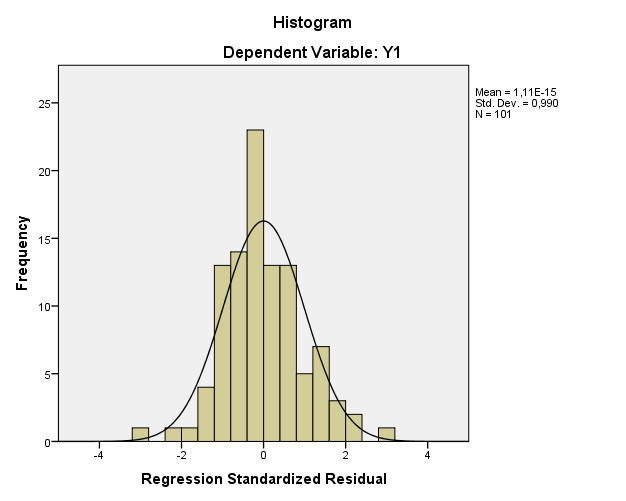 Histogram
Dependent Variable: Y1
Mean = 1,11E-15
Std. Dev. = 0,990
N = 101
Frequency
25
20
15
10
5
0
-4
-2
0
2
4
Regression Standardized Residual